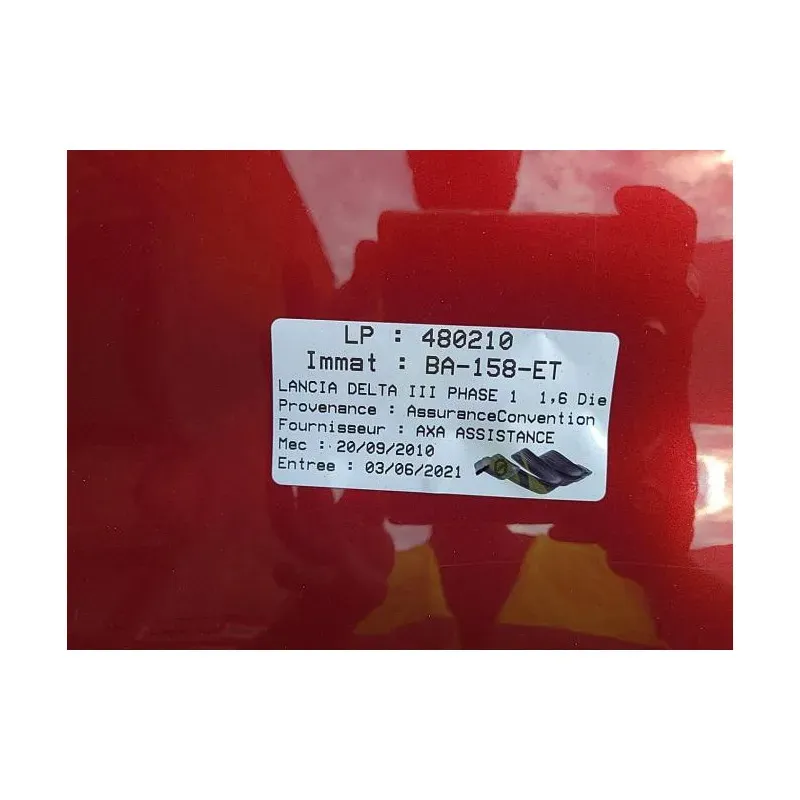 LP : 480210
Immat : BA-158-ET
LANCIA DELTA III PHASE 1 1,6 Die
Provenance : AssuranceConvention
Fournisseur : AXA ASSISTANCE
Mec : 20/09/2010
Entree : 03/06/2021